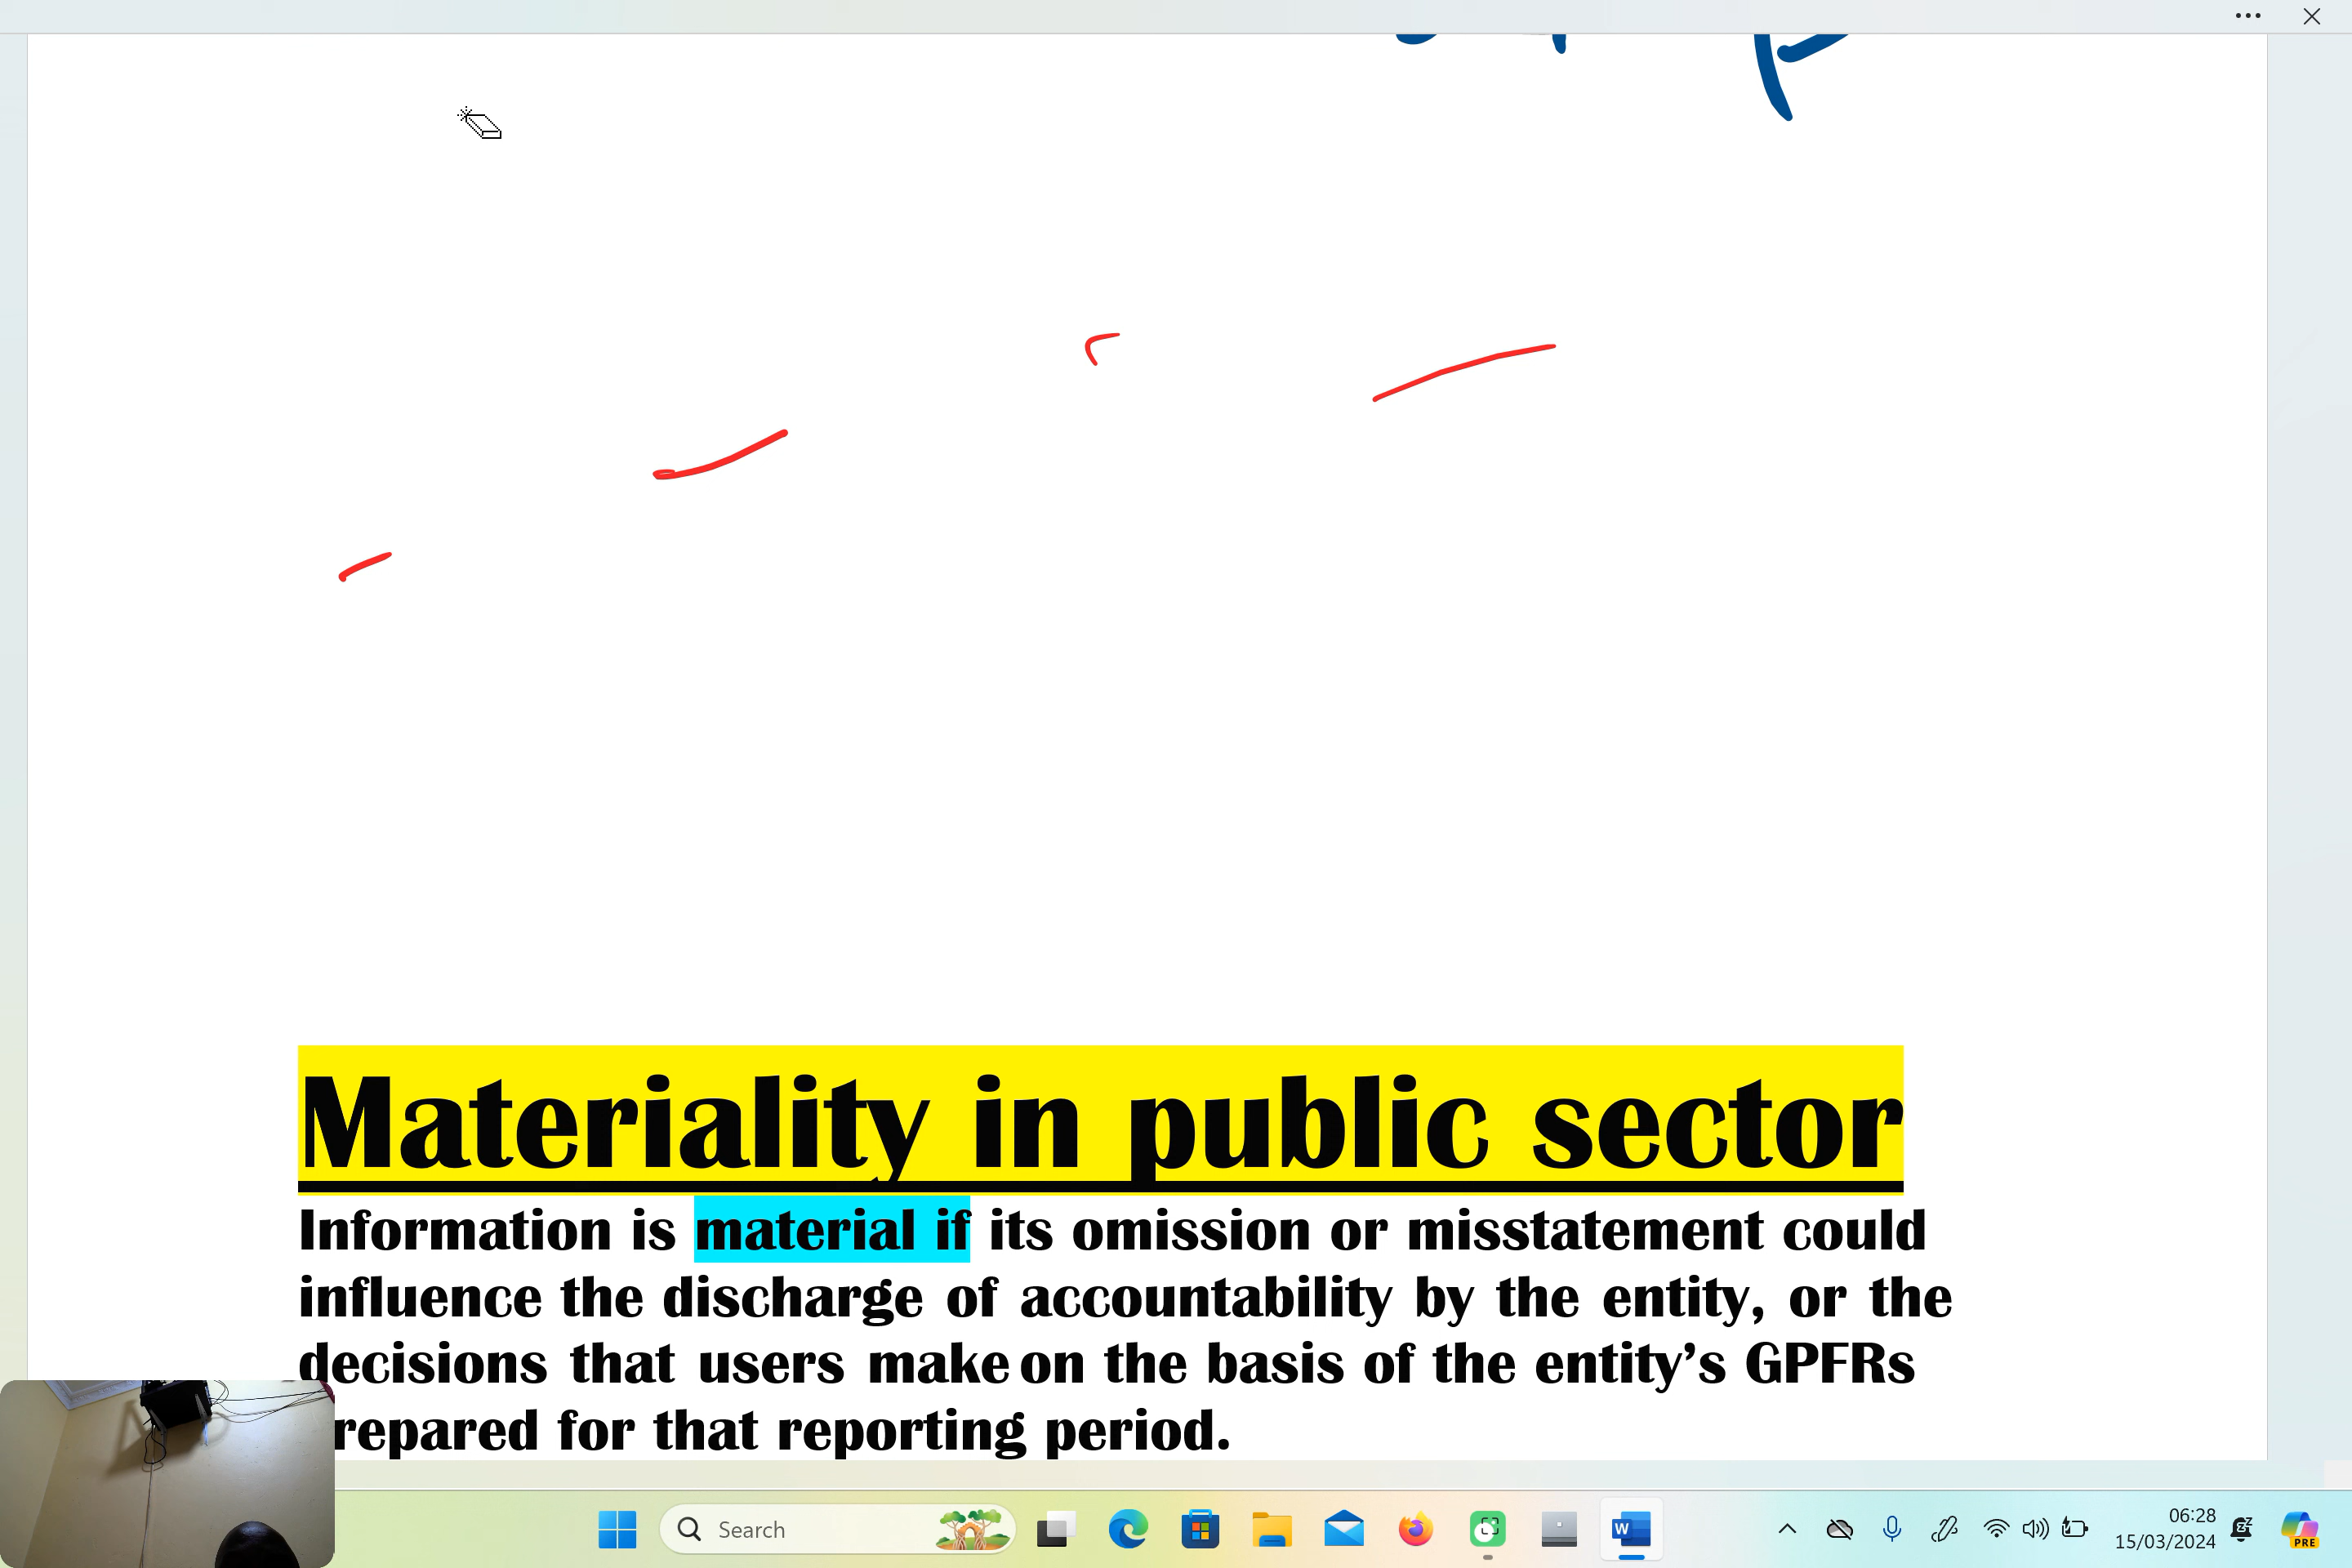 Materiality in public sector
Information is material if its omission or misstatement could
influence the discharge of accountability by the entity, or the
decisions that users make on the basis of the entity’s GPFRs
repared for that reporting period.
Search
W
06:28
15/03/2024
PRE